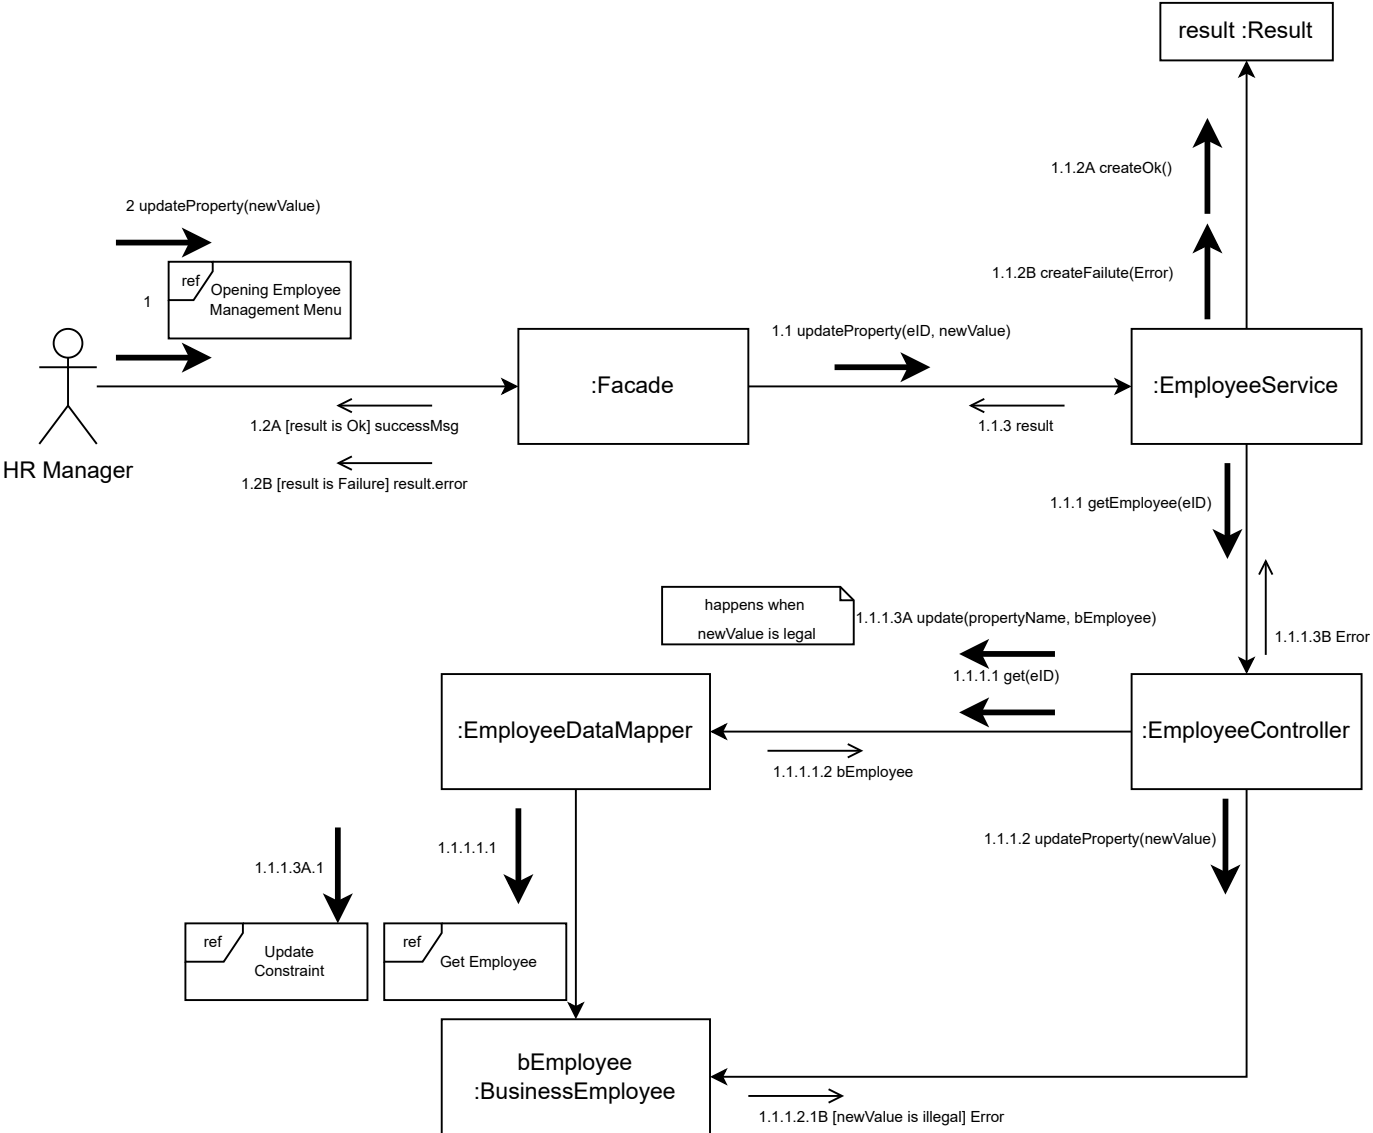 result :Result
1.1.2A createOk()
2 updateProperty(newValue)
1.1.2B createFailute(Error)
ref
Opening Employee
Management Menu
1
1.1 updateProperty(eID, newValue)
:Facade
:EmployeeService
1.2A [result is Ok] successMsg
1.1.3 result
HR Manager
1.2B [result is Failure] result.error
1.1.1 getEmployee(eID)
happens when
newValue is legal
1.1.1.3A update(propertyName, bEmployee)
1.1.1.3B Error
1.1.1.1 get(eID)
:EmployeeDataMapper
:EmployeeController
1.1.1.1.2 bEmployee
1.1.1.2 updateProperty(newValue)
1.1.1.1.1
1.1.1.3A.1
ref
Update
Constraint
ref
Get Employee
bEmployee
:BusinessEmployee
1.1.1.2.1B [newValue is illegal] Error